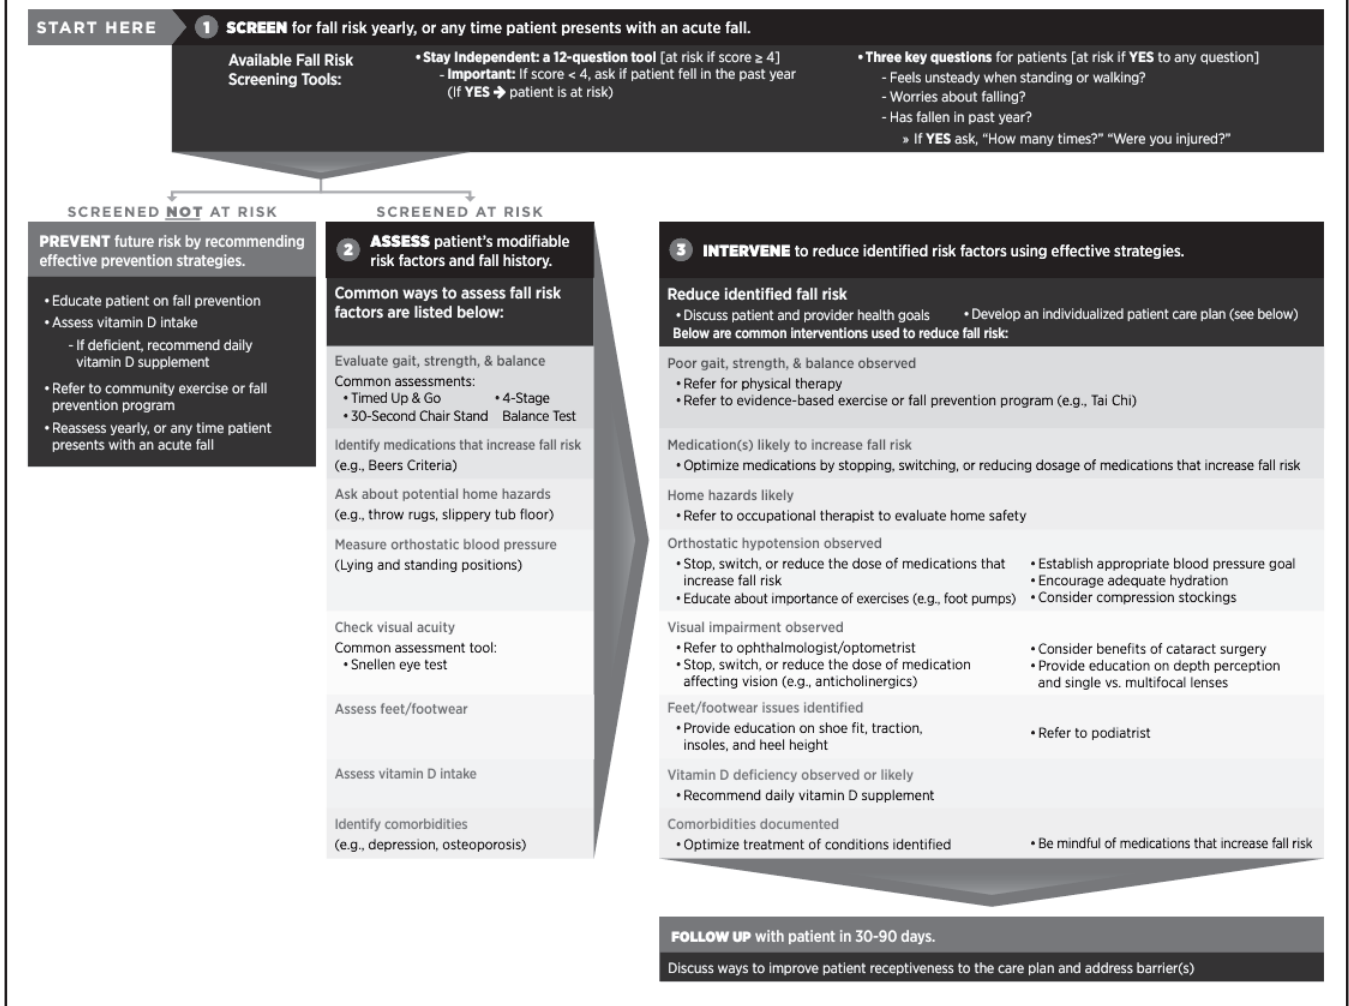 START HERE
1 SCREEN for fall risk yearly, or any time patient presents with an acute fall.
Available Fall Risk
Screening Tools:
• Stay Independent: a 12-question tool [at risk if score ≥ 4]
- Important: If score < 4, ask if patient fell in the past year
(If YES ➔ patient is at risk)
• Three key questions for patients [at risk if YES to any question]
- Feels unsteady when standing or walking?
- Worries about falling?
- Has fallen in past year?
» If YES ask, “How many times?” “Were you injured?”
SCREENED NOT AT RISK
PREVENT future risk by recommending
effective prevention strategies.
• Educate patient on fall prevention
• Assess vitamin D intake
- If deficient, recommend daily
vitamin D supplement
• Refer to community exercise or fall
prevention program
• Reassess yearly, or any time patient
presents with an acute fall
SCREENED AT RISK
2 ASSESS patient’s modifiable
risk factors and fall history.
Common ways to assess fall risk
factors are listed below:
Evaluate gait, strength, & balance
Common assessments:
• Timed Up & Go
• 30-Second Chair Stand
• 4-Stage
Balance Test
Identify medications that increase fall risk
(e.g., Beers Criteria)
Ask about potential home hazards
(e.g., throw rugs, slippery tub floor)
Measure orthostatic blood pressure
(Lying and standing positions)
Check visual acuity
Common assessment tool:
• Snellen eye test
Assess feet/footwear
Assess vitamin D intake
Identify comorbidities
(e.g., depression, osteoporosis)
3 INTERVENE to reduce identified risk factors using effective strategies.
Reduce identified fall risk
• Discuss patient and provider health goals
• Develop an individualized patient care plan (see below)
Below are common interventions used to reduce fall risk:
Poor gait, strength, & balance observed
• Refer for physical therapy
• Refer to evidence-based exercise or fall prevention program (e.g., Tai Chi)
Medication(s) likely to increase fall risk
• Optimize medications by stopping, switching, or reducing dosage of medications that increase fall risk
Home hazards likely
• Refer to occupational therapist to evaluate home safety
Orthostatic hypotension observed
• Stop, switch, or reduce the dose of medications that
increase fall risk
• Educate about importance of exercises (e.g., foot pumps)
• Establish appropriate blood pressure goal
• Encourage adequate hydration
• Consider compression stockings
Visual impairment observed
• Refer to ophthalmologist/optometrist
• Stop, switch, or reduce the dose of medication
affecting vision (e.g., anticholinergics)
• Consider benefits of cataract surgery
• Provide education on depth perception
and single vs. multifocal lenses
Feet/footwear issues identified
• Provide education on shoe fit, traction,
insoles, and heel height
• Refer to podiatrist
Vitamin D deficiency observed or likely
• Recommend daily vitamin D supplement
Comorbidities documented
• Optimize treatment of conditions identified
• Be mindful of medications that increase fall risk
FOLLOW UP with patient in 30-90 days.
Discuss ways to improve patient receptiveness to the care plan and address barrier(s)